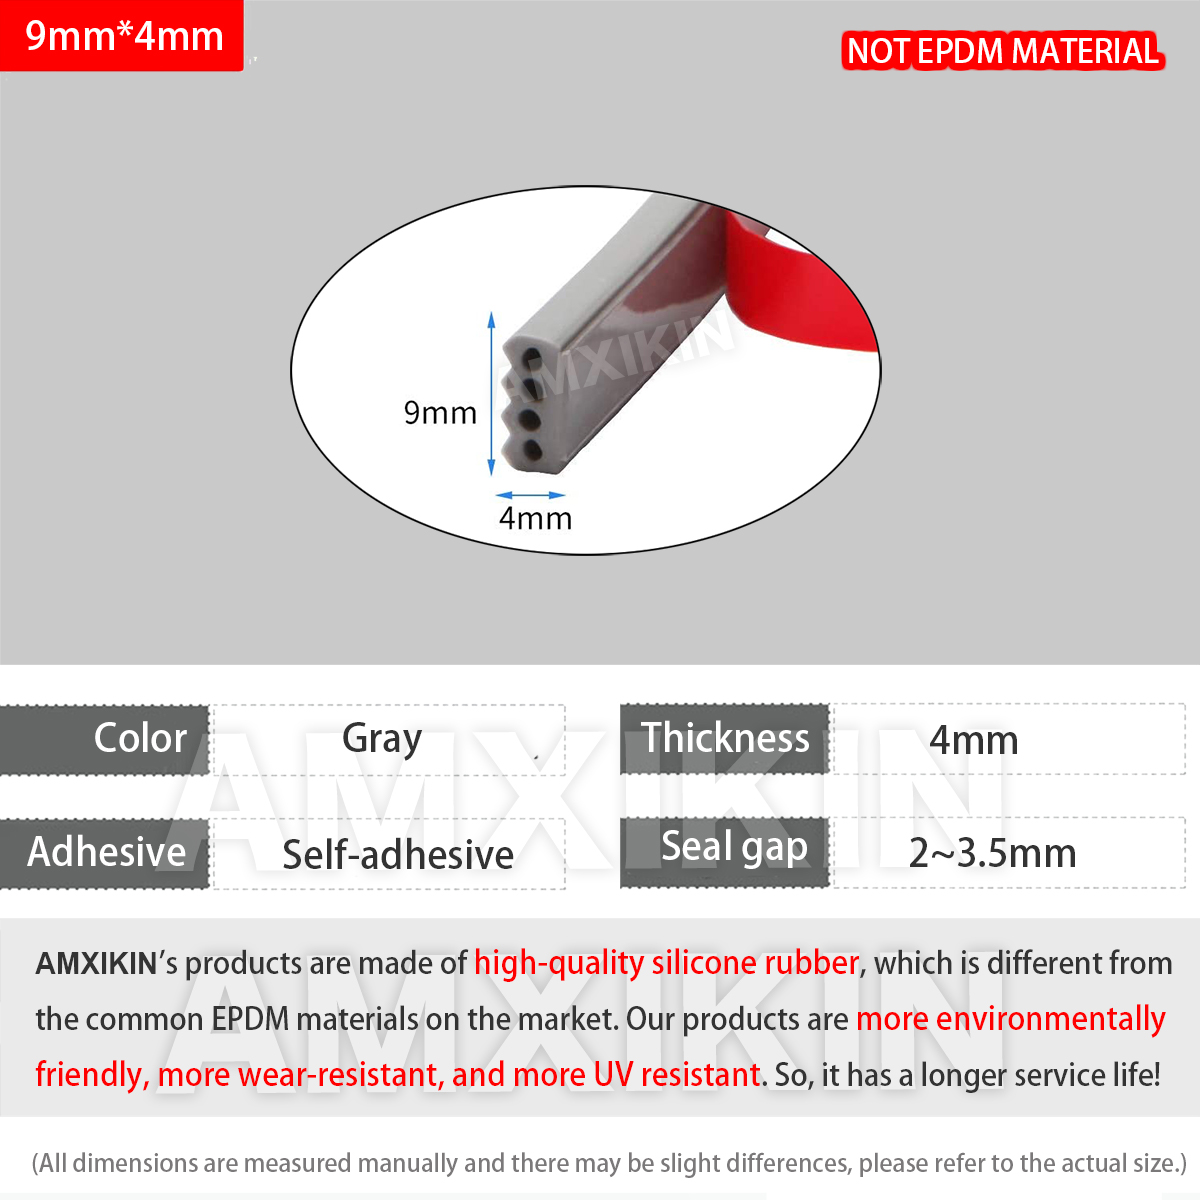 9mm*4mm
NOT EPDM MATERIAL
AMXIKIN
9mm
4mm
Color
Gray
Thickness
4mm
AMXIKIN
Adhesive
Self-adhesive
Seal gap
2~3.5mm
AMXIKIN's products are made of high-quality silicone rubber, which is different from
the common EPDM materials on the market. Our products are more environmentally
friendly, more wear-resistant, and more UV resistant. So, it has a longer service life!
AMXIKIN
(All dimensions are measured manually and there may be slight differences, please refer to the actual size.)